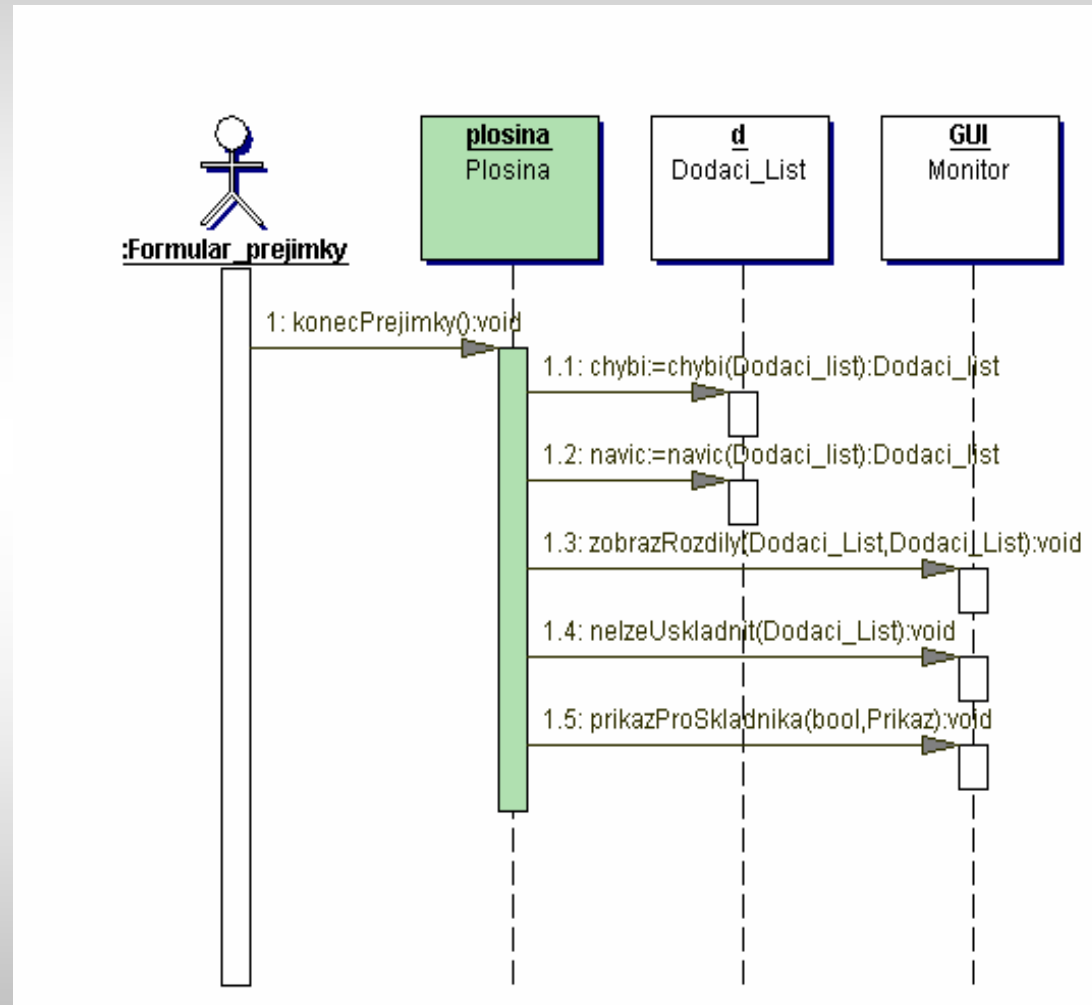 plosina
Plosina
d
Dodaci_List
GUI
Monitor
:Formular_prejimky
1: konecPrejimky():void
1.1: chybi:=chybi(Dodaci_list):Dodaci_list
1.2: navic:=navic(Dodaci_list):Dodaci_list
1.3: zobrazRozdily(Dodaci_List,Dodaci_List):void
1.4: nelzeUskladnit(Dodaci_List):void
1.5: prikazProSkladnika(bool,Prikaz):void